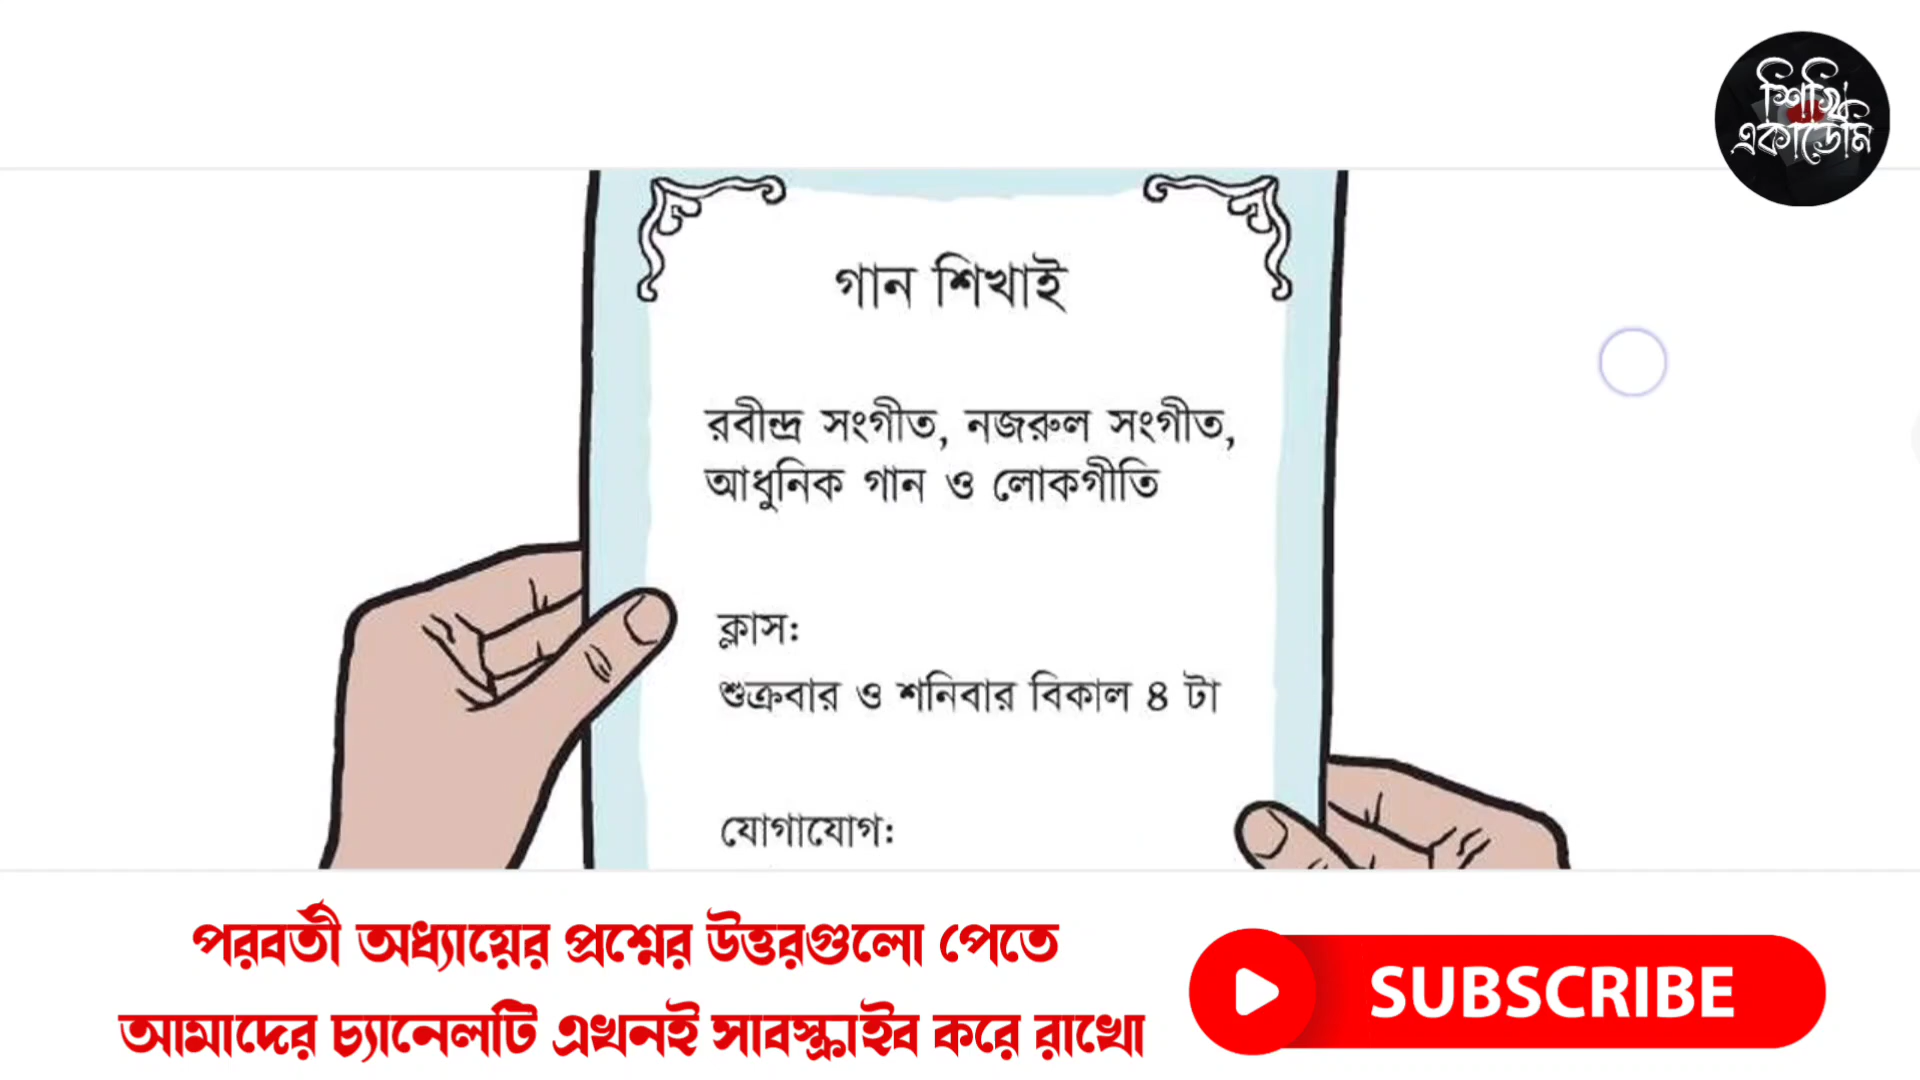 শিখি
একাডেমি
গান শিখাই
রবীন্দ্র সংগীত, নজরুল সংগীত,
আধুনিক গান ও লোকগীতি
ক্লাস:
শুক্রবার ও শনিবার বিকাল ৪ টা
যোগাযোগ:
পরবর্তী অধ্যায়ের প্রশ্নের উত্তরগুলো পেতে
আমাদের চ্যানেলটি এখনই সাবস্ক্রাইব করে রাখো
SUBSCRIBE